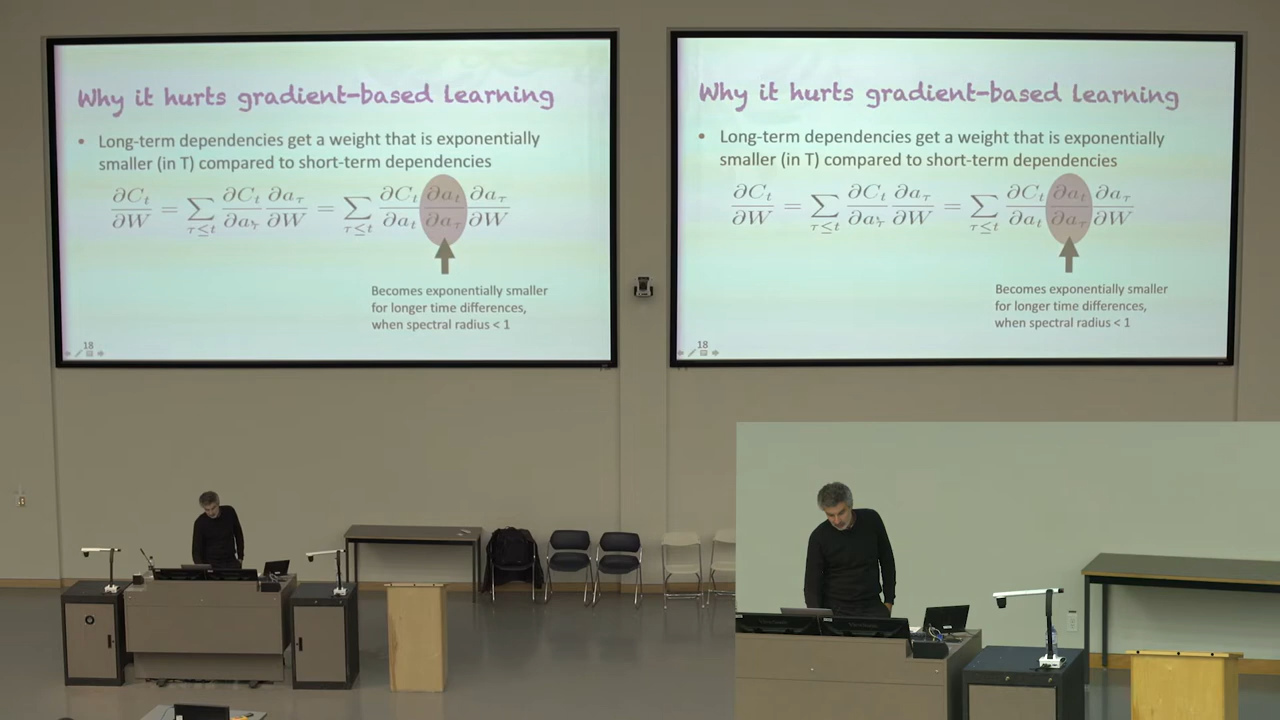 Why it hurts gradient-based learning
• Long-term dependencies get a weight that is exponentially
smaller (in T) compared to short-term dependencies
∂C_t/∂W = Σ_{τ≤t} ∂C_t/∂a_τ ∂a_τ/∂W = Σ_{τ≤t} ∂C_t/∂a_t ∂a_t/∂a_τ ∂a_τ/∂W
Becomes exponentially smaller
for longer time differences,
when spectral radius < 1
18
Why it hurts gradient-based learning
• Long-term dependencies get a weight that is exponentially
smaller (in T) compared to short-term dependencies
∂C_t/∂W = Σ_{τ≤t} ∂C_t/∂a_τ ∂a_τ/∂W = Σ_{τ≤t} ∂C_t/∂a_t ∂a_t/∂a_τ ∂a_τ/∂W
Becomes exponentially smaller
for longer time differences,
when spectral radius < 1
18